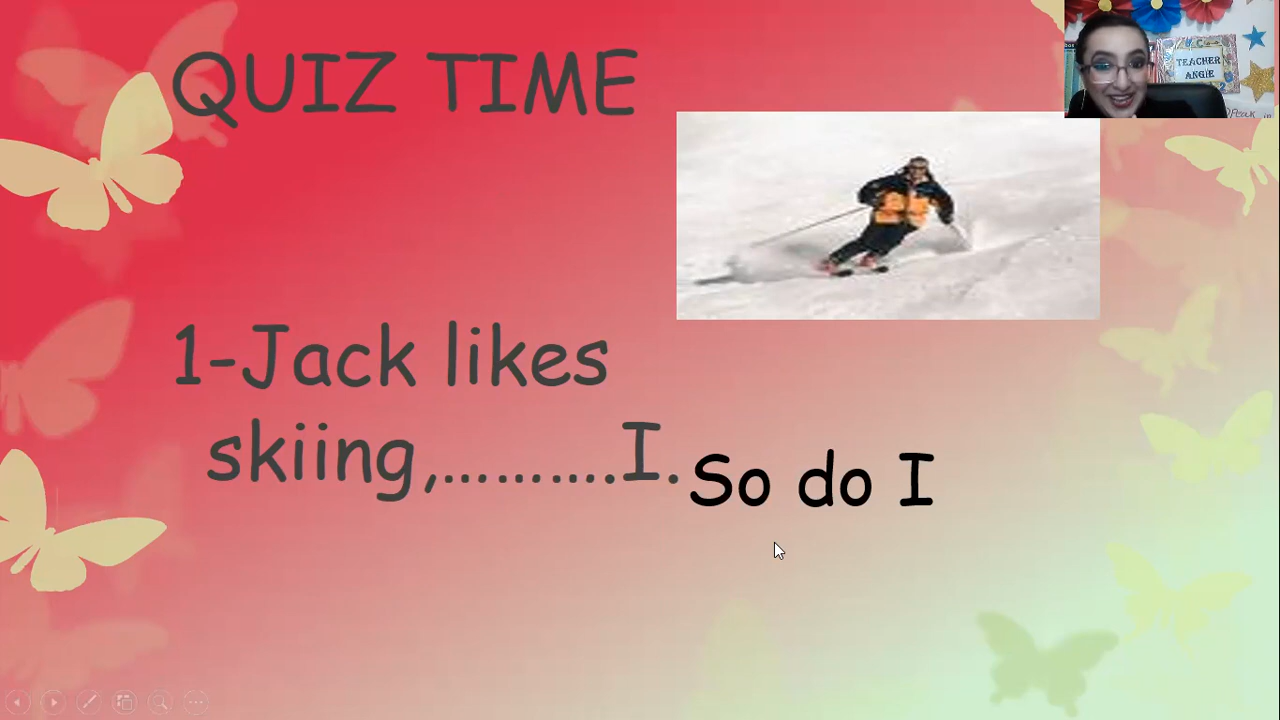 QUIZ TIME
TEACHER
ANGIE
1-Jack likes
skiing,..........I.
So do I